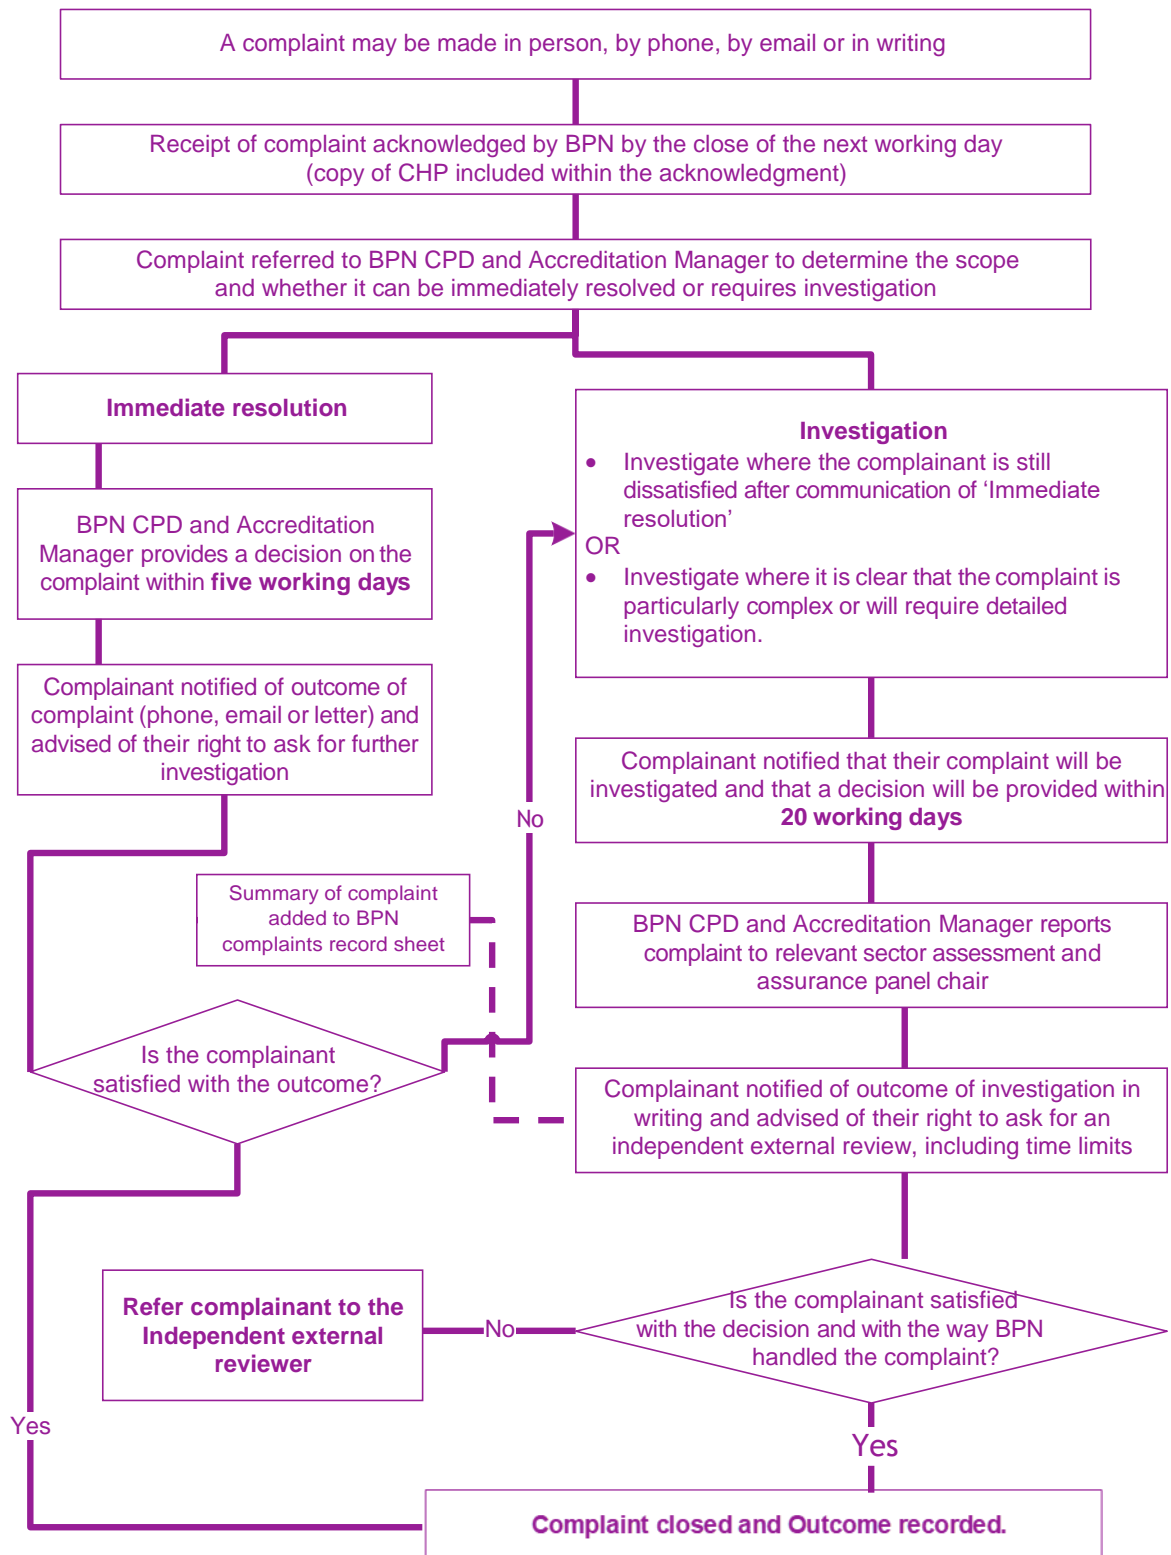 A complaint may be made in person, by phone, by email or in writing
Receipt of complaint acknowledged by BPN by the close of the next working day
(copy of CHP included within the acknowledgment)
Complaint referred to BPN CPD and Accreditation Manager to determine the scope
and whether it can be immediately resolved or requires investigation
Immediate resolution
BPN CPD and Accreditation
Manager provides a decision on the
complaint within five working days
Complainant notified of outcome of
complaint (phone, email or letter) and
advised of their right to ask for further
investigation
Investigation
• Investigate where the complainant is still
dissatisfied after communication of ‘Immediate
resolution’
OR
• Investigate where it is clear that the complaint is
particularly complex or will require detailed
investigation.
Complainant notified that their complaint will be
investigated and that a decision will be provided within
20 working days
No
Summary of complaint
added to BPN
complaints record sheet
BPN CPD and Accreditation Manager reports
complaint to relevant sector assessment and
assurance panel chair
Is the complainant
satisfied with the outcome?
Complainant notified of outcome of investigation in
writing and advised of their right to ask for an
independent external review, including time limits
Refer complainant to the
Independent external
reviewer
No
Is the complainant satisfied
with the decision and with the way BPN
handled the complaint?
Yes
Yes
Complaint closed and Outcome recorded.